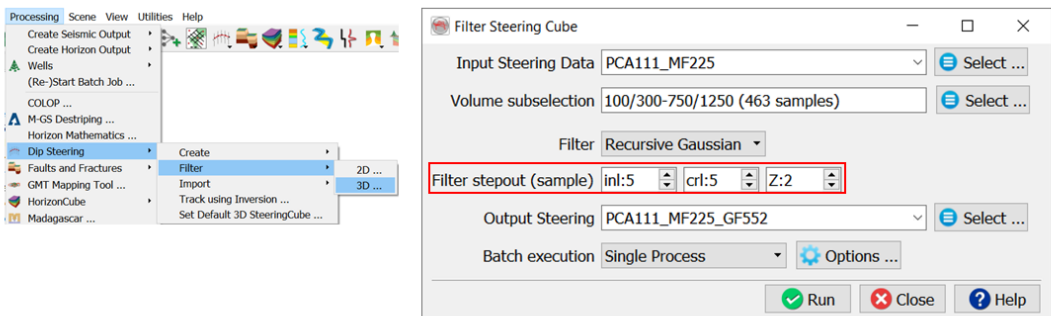 Processing Scene View Utilities Help
Create Seismic Output
Create Horizon Output
Wells
(Re-)Start Batch Job ...
COLOP ...
M-GS Destriping ...
Horizon Mathematics ...
Dip Steering
Faults and Fractures
GMT Mapping Tool ...
HorizonCube
Madagascar ...
Create
Filter
Import
Track using Inversion ...
Set Default 3D SteeringCube ...
2D ...
3D ...
Filter Steering Cube
Input Steering Data PCA111_MF225 Select ...
Volume subselection 100/300-750/1250 (463 samples) Select ...
Filter Recursive Gaussian
Filter stepout (sample) inl:5 crl:5 Z:2
Output Steering PCA111_MF225_GF552 Select ...
Batch execution Single Process Options ...
Run Close Help